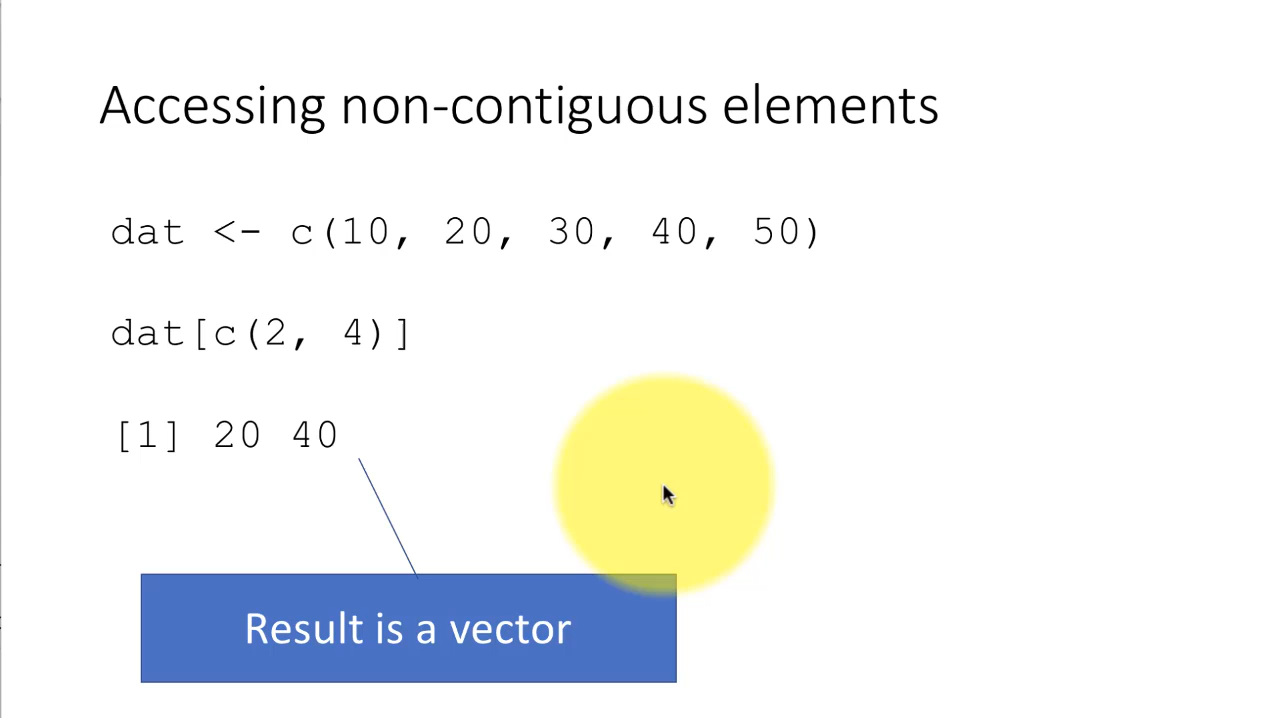 Accessing non-contiguous elements
dat <- c(10, 20, 30, 40, 50)
dat[c(2, 4)]
[1] 20 40
Result is a vector